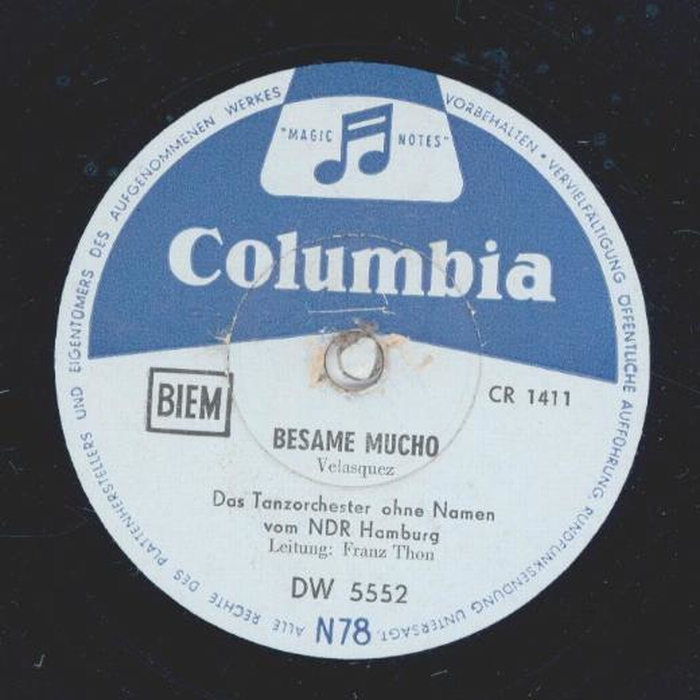 "MAGIC NOTES"
Columbia
BIEM
CR 1411
BESAME MUCHO
Velasquez
Das Tanzorchester ohne Namen
vom NDR Hamburg
Leitung: Franz Thon
DW 5552
N78
ALLE RECHTE DES PLATTENHERSTELLERS UND EIGENTÜMERS DES AUFGENOMMENEN WERKES VORBEHALTEN • VERVIELFÄLTIGUNG ÖFFENTLICHE AUFFÜHRUNG, RUNDFUNKSENDUNG UNTERSAGT.